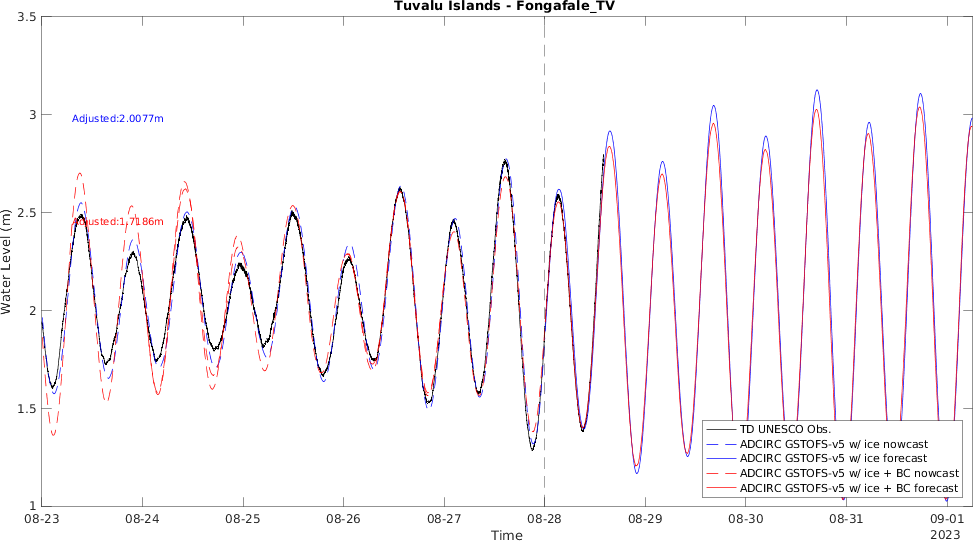 Tuvalu Islands - Fongafale_TV
3.5
3
2.5
2
1.5
1
Water Level (m)
Adjusted:2.0077m
Adjusted:1.7186m
TD UNESCO Obs.
ADCIRC GSTOFS-v5 w/ ice nowcast
ADCIRC GSTOFS-v5 w/ ice forecast
ADCIRC GSTOFS-v5 w/ ice + BC nowcast
ADCIRC GSTOFS-v5 w/ ice + BC forecast
08-23 08-24 08-25 08-26 08-27 08-28 08-29 08-30 08-31 09-01
2023
Time